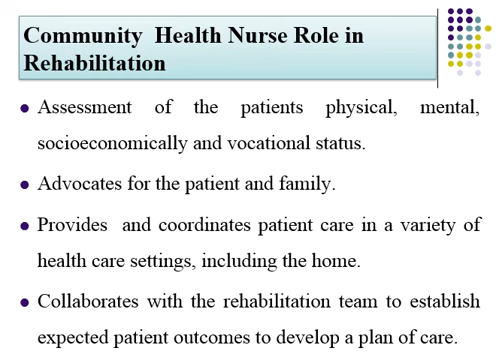 Community Health Nurse Role in
Rehabilitation
● Assessment of the patients physical, mental,
socioeconomically and vocational status.
● Advocates for the patient and family.
● Provides and coordinates patient care in a variety of
health care settings, including the home.
● Collaborates with the rehabilitation team to establish
expected patient outcomes to develop a plan of care.